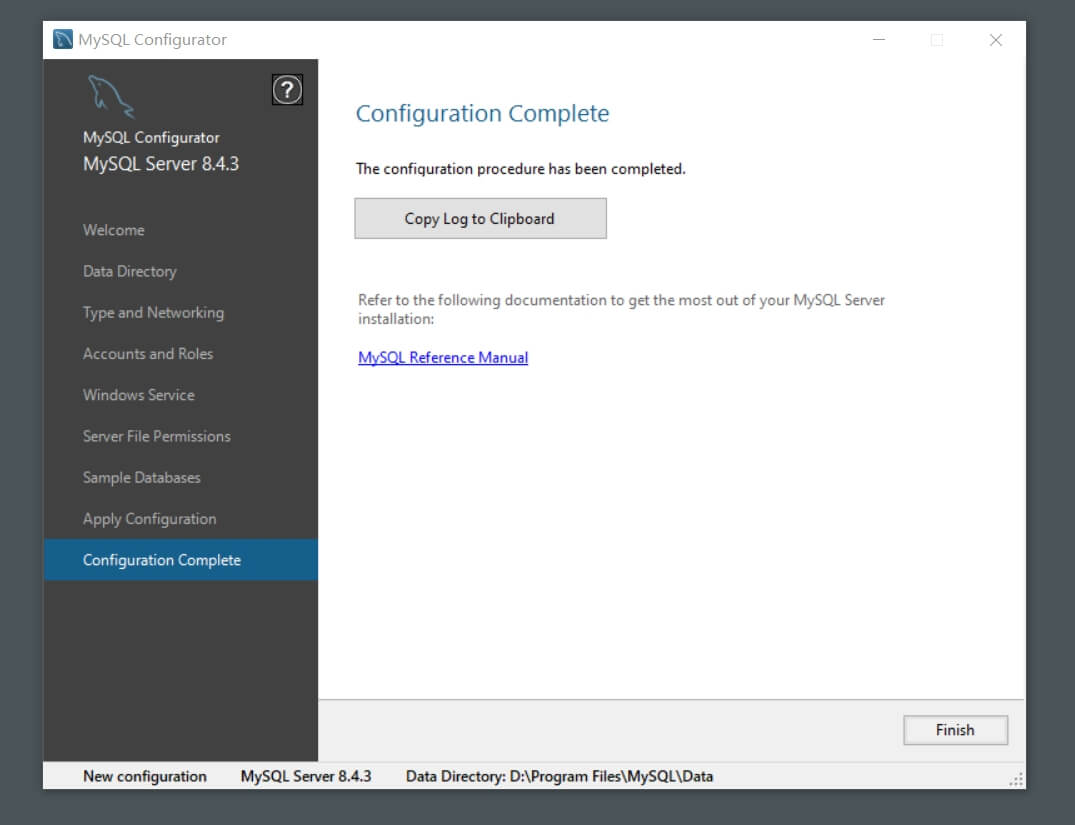 MySQL Configurator
?
MySQL Configurator
MySQL Server 8.4.3
Welcome
Data Directory
Type and Networking
Accounts and Roles
Windows Service
Server File Permissions
Sample Databases
Apply Configuration
Configuration Complete
Configuration Complete
The configuration procedure has been completed.
Copy Log to Clipboard
Refer to the following documentation to get the most out of your MySQL Server
installation:
MySQL Reference Manual
Finish
New configuration MySQL Server 8.4.3 Data Directory: D:\Program Files\MySQL\Data